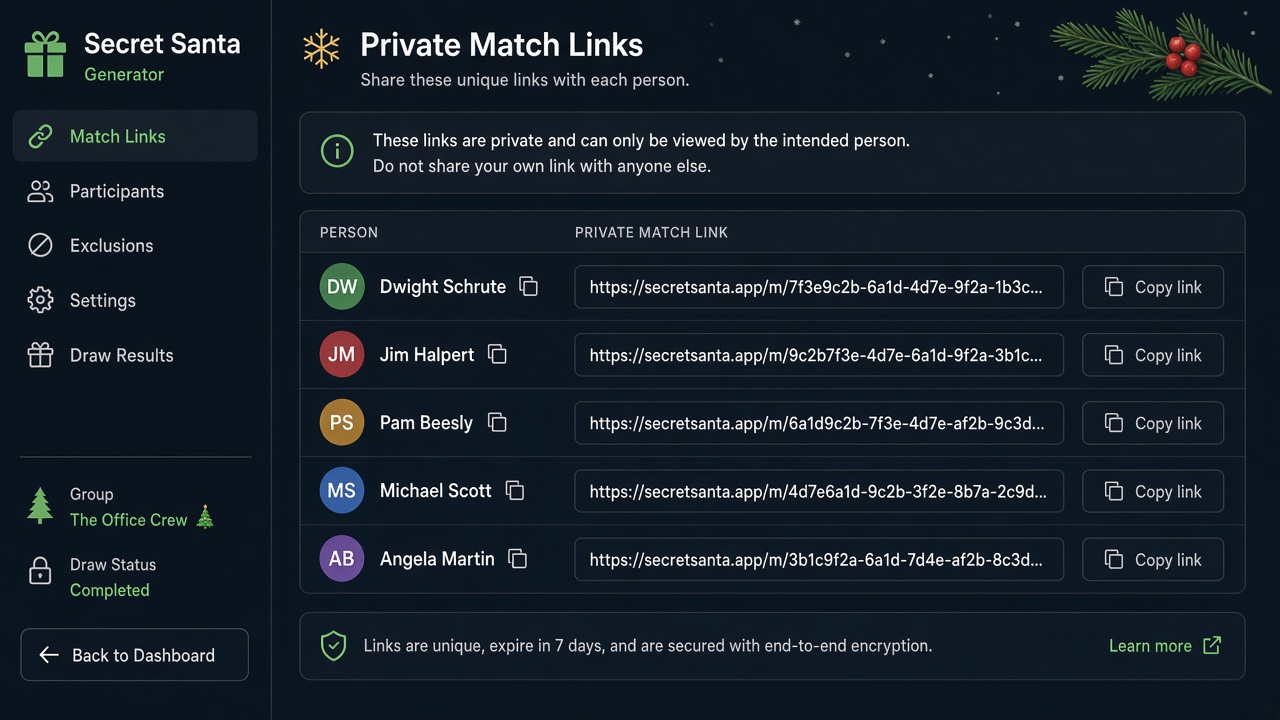 Secret Santa
Generator
Match Links
Participants
Exclusions
Settings
Draw Results
Group
The Office Crew 🎄
Draw Status
Completed
Back to Dashboard
Private Match Links
Share these unique links with each person.
These links are private and can only be viewed by the intended person.
Do not share your own link with anyone else.
PERSON PRIVATE MATCH LINK
DW Dwight Schrute https://secretsanta.app/m/7f3e9c2b-6a1d-4d7e-9f2a-1b3c... Copy link
JM Jim Halpert https://secretsanta.app/m/9c2b7f3e-4d7e-6a1d-9f2a-3b1c... Copy link
PS Pam Beesly https://secretsanta.app/m/6a1d9c2b-7f3e-4d7e-af2b-9c3d... Copy link
MS Michael Scott https://secretsanta.app/m/4d7e6a1d-9c2b-3f2e-8b7a-2c9d... Copy link
AB Angela Martin https://secretsanta.app/m/3b1c9f2a-6a1d-7d4e-af2b-8c3d... Copy link
Links are unique, expire in 7 days, and are secured with end-to-end encryption. Learn more